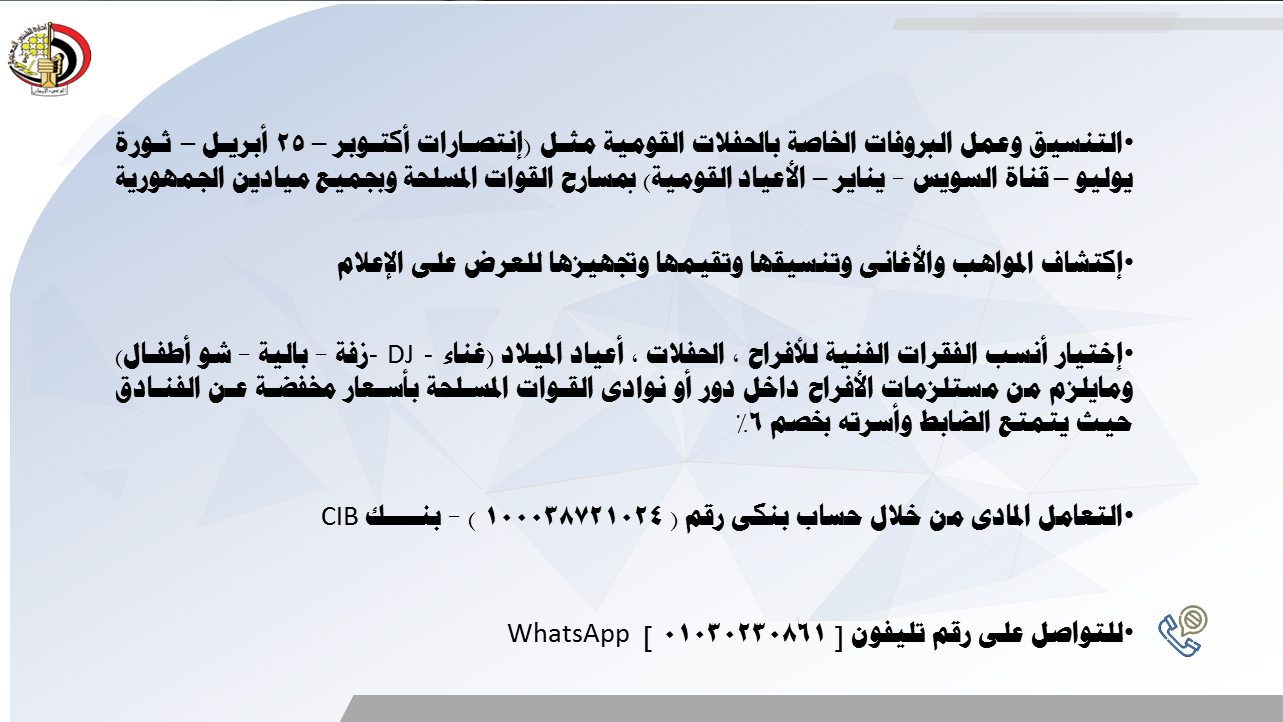 •التنسيق وعمل البروفات الخاصة بالحفلات القومية مثل (إنتصارات أكتوبر – ٢٥ أبريل – ثورة
يوليو – قناة السويس - يناير – الأعياد القومية) بمسارح القوات المسلحة وبجميع ميادين الجمهورية
•إكتشاف المواهب والأغانى وتنسيقها وتقيمها وتجهيزها للعرض على الإعلام
•إختيار أنسب الفقرات الفنية للأفراح ، الحفلات ، أعياد الميلاد (غناء - DJ -زفة - بالية - شو أطفال)
ومايلزم من مستلزمات الأفراح داخل دور أو نوادى القوات المسلحة بأسعار مخفضة عن الفنادق
حيث يتمتع الضابط وأسرته بخصم ٦٪
•التعامل المادى من خلال حساب بنكى رقم ( ١٠٠٠٣٨٧٢١٠٢٤ ) - بنك CIB
•للتواصل على رقم تليفون [ ٠١٠٣٠٢٣٠٨٦١ ] WhatsApp